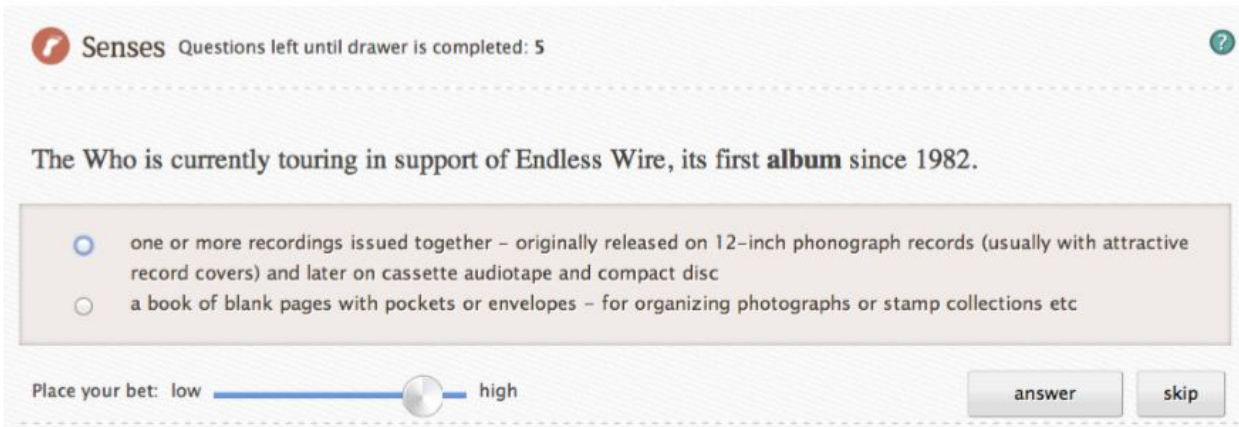 Senses Questions left until drawer is completed: 5 ?
The Who is currently touring in support of Endless Wire, its first album since 1982.
one or more recordings issued together – originally released on 12-inch phonograph records (usually with attractive
record covers) and later on cassette audiotape and compact disc
a book of blank pages with pockets or envelopes – for organizing photographs or stamp collections etc
Place your bet: low high answer skip